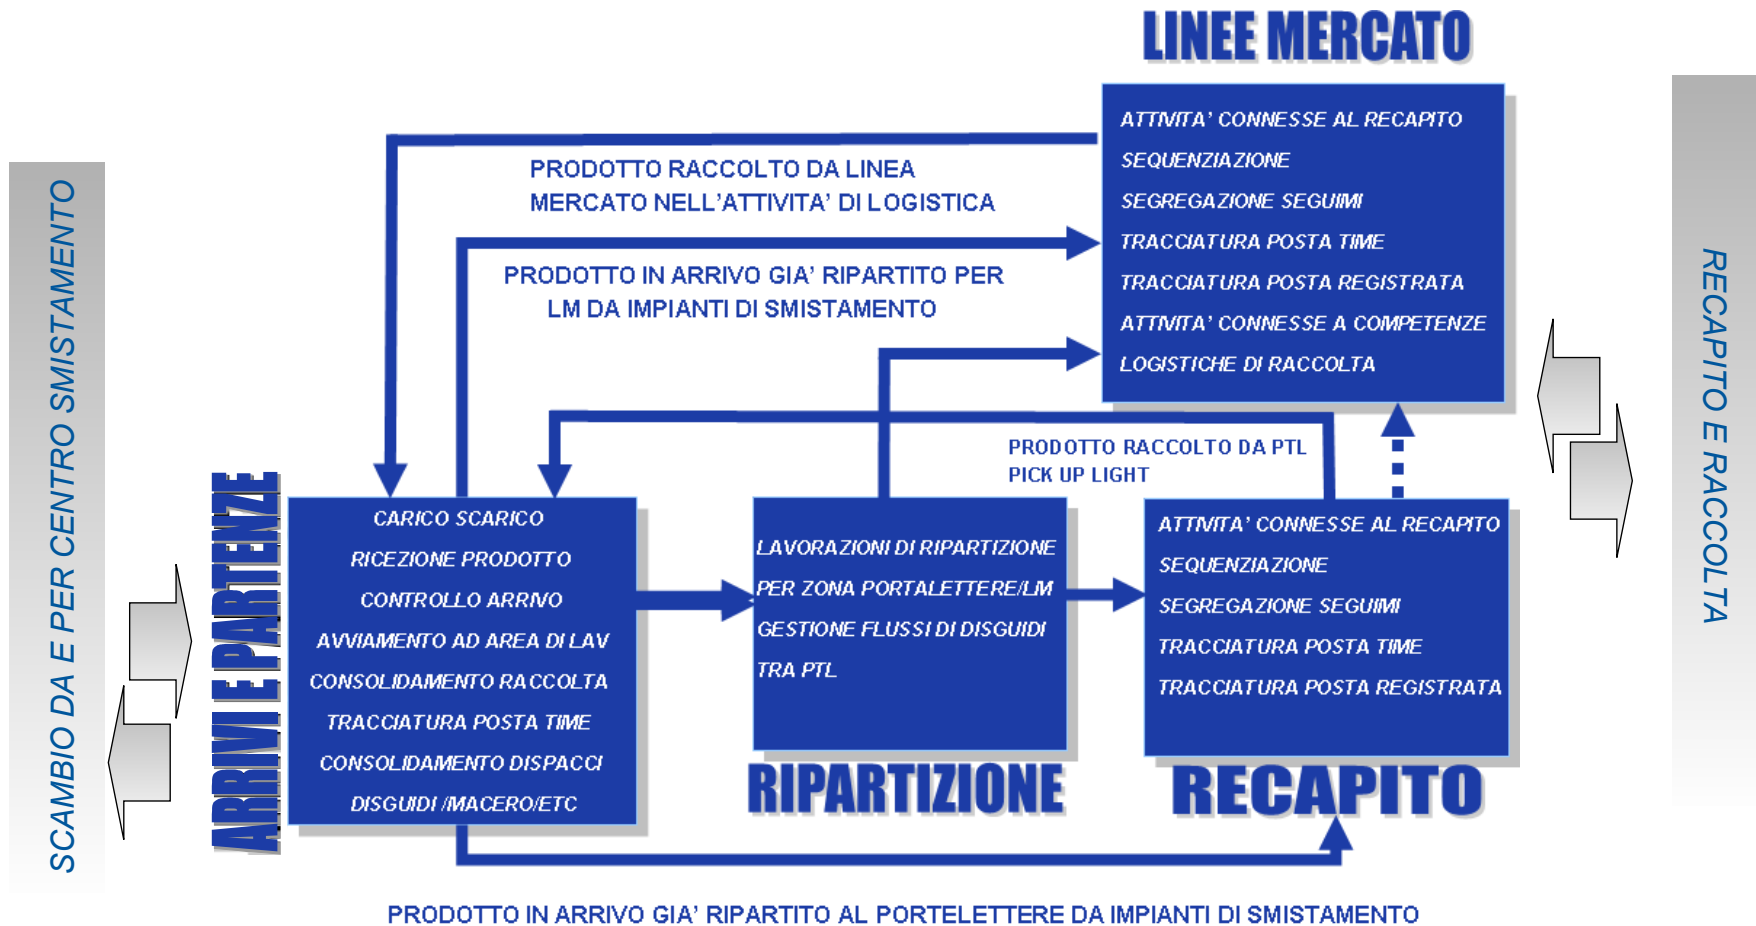 LINEE MERCATO
ATTIVITA' CONNESSE AL RECAPITO
SEQUENZIAZIONE
SEGREGAZIONE SEGUIMI
TRACCIATURA POSTA TIME
TRACCIATURA POSTA REGISTRATA
ATTIVITA' CONNESSE A COMPETENZE
LOGISTICHE DI RACCOLTA
PRODOTTO RACCOLTO DA LINEA
MERCATO NELL'ATTIVITA' DI LOGISTICA
PRODOTTO IN ARRIVO GIA' RIPARTITO PER
LM DA IMPIANTI DI SMISTAMENTO
PRODOTTO RACCOLTO DA PTL
PICK UP LIGHT
SCAMBIO DA E PER CENTRO SMISTAMENTO
ARRIVI E PARTENZE
CARICO SCARICO
RICEZIONE PRODOTTO
CONTROLLO ARRIVO
AVVIAMENTO AD AREA DI LAV
CONSOLIDAMENTO RACCOLTA
TRACCIATURA POSTA TIME
CONSOLIDAMENTO DISPACCI
DISGUIDI /MACERO/ETC
LAVORAZIONI DI RIPARTIZIONE
PER ZONA PORTALETTERE/LM
GESTIONE FLUSSI DI DISGUIDI
TRA PTL
RIPARTIZIONE
ATTIVITA' CONNESSE AL RECAPITO
SEQUENZIAZIONE
SEGREGAZIONE SEGUIMI
TRACCIATURA POSTA TIME
TRACCIATURA POSTA REGISTRATA
RECAPITO
RECAPITO E RACCOLTA
PRODOTTO IN ARRIVO GIA' RIPARTITO AL PORTELETTERE DA IMPIANTI DI SMISTAMENTO